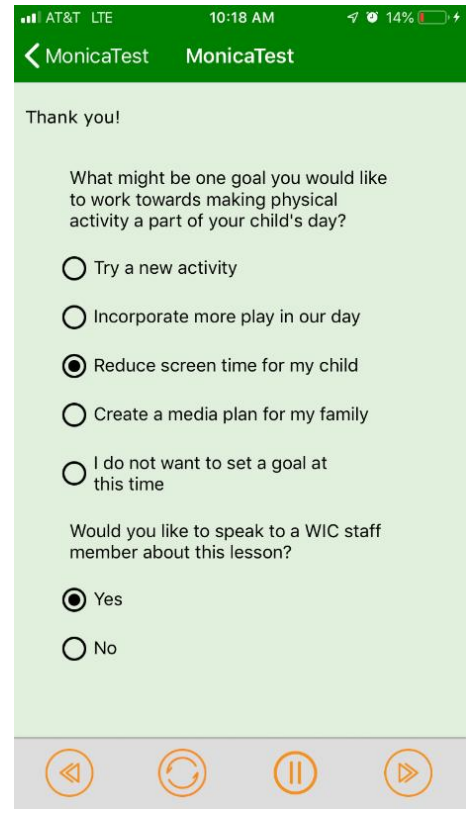 AT&T LTE 10:18 AM 14%
MonicaTest MonicaTest
Thank you!
What might be one goal you would like
to work towards making physical
activity a part of your child's day?
Try a new activity
Incorporate more play in our day
Reduce screen time for my child
Create a media plan for my family
I do not want to set a goal at
this time
Would you like to speak to a WIC staff
member about this lesson?
Yes
No